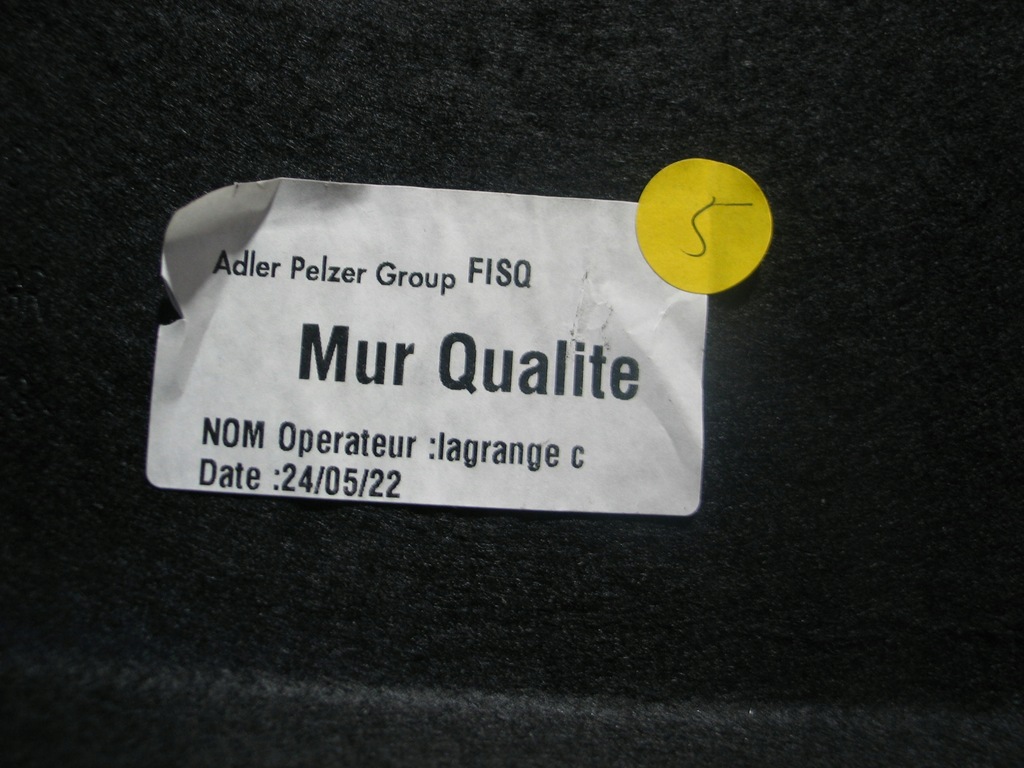 5
Adler Pelzer Group FISQ
Mur Qualite
NOM Operateur :lagrange c
Date :24/05/22